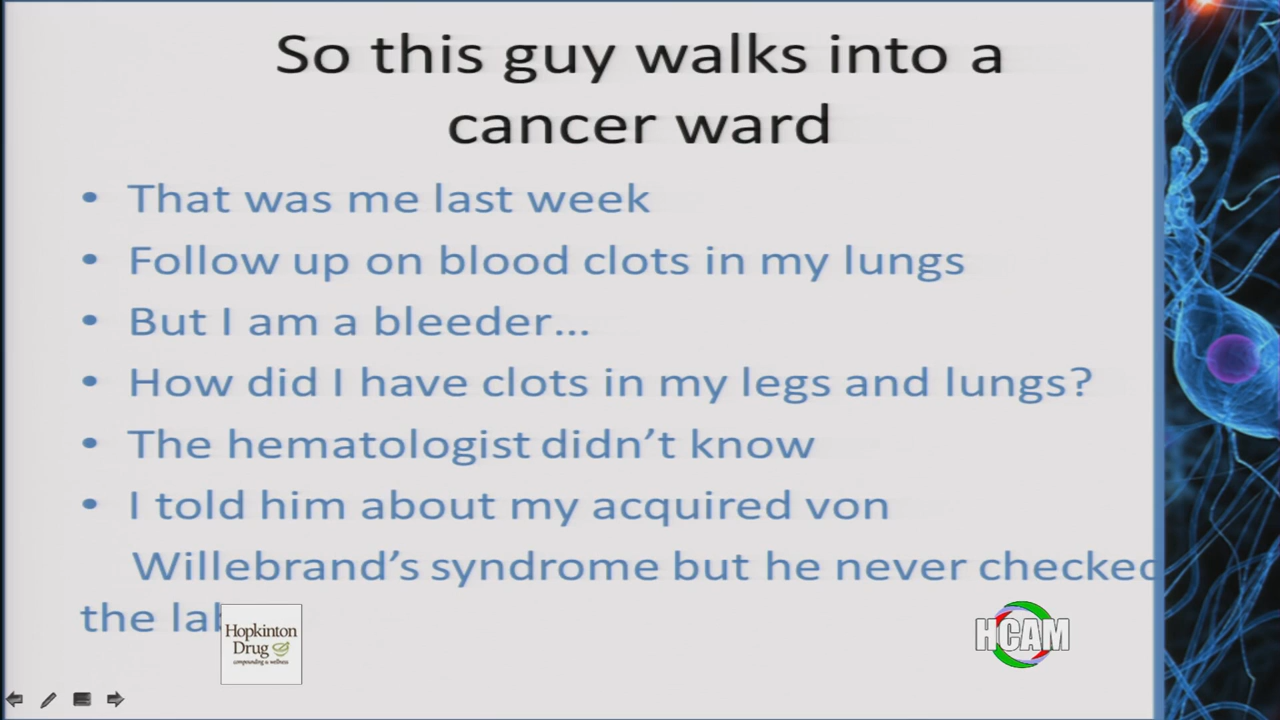 So this guy walks into a
cancer ward
• That was me last week
• Follow up on blood clots in my lungs
• But I am a bleeder...
• How did I have clots in my legs and lungs?
• The hematologist didn't know
• I told him about my acquired von
Willebrand's syndrome but he never checked
the lab
Hopkinton
Drug
compounding & wellness
HCAM